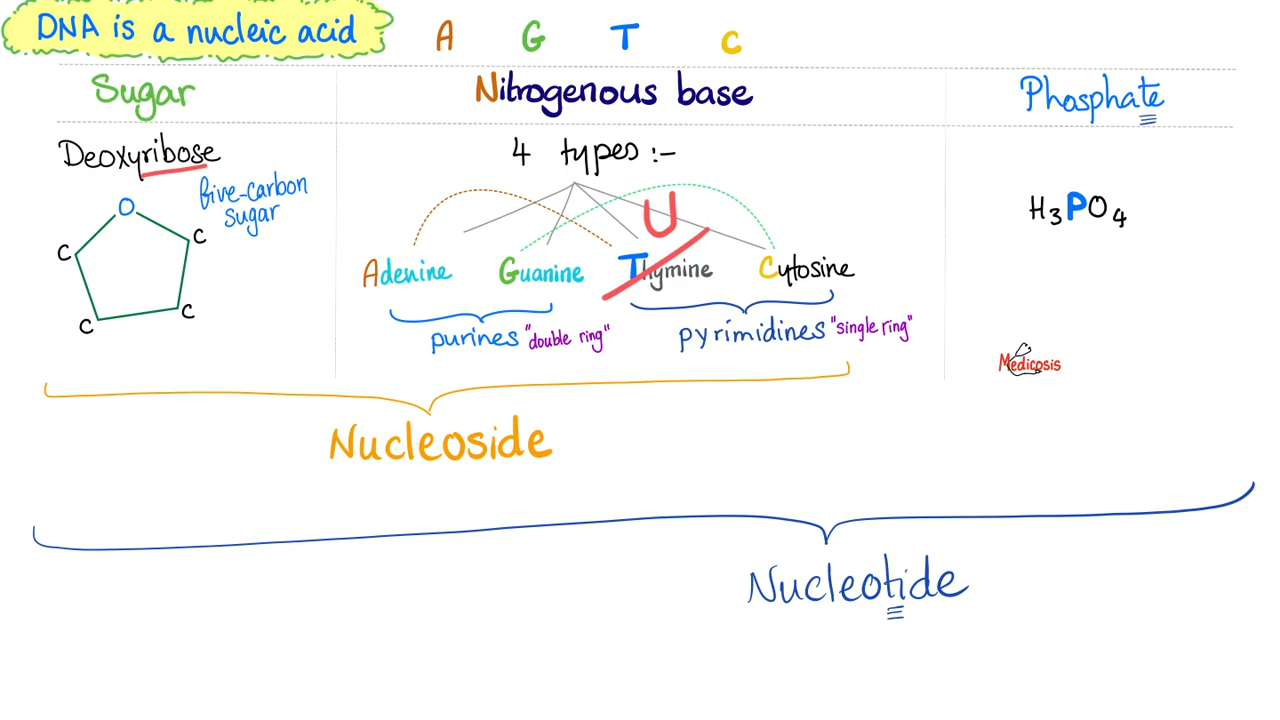 DNA is a nucleic acid
A G T C
Sugar
Nitrogenous base
Phosphate
Deoxyribose
five-carbon
sugar
O
C
C
C
C
4 types :-
U
Adenine Guanine Thymine Cytosine
purines "double ring"
pyrimidines "single ring"
H3PO4
Medicosis
Nucleoside
Nucleotide